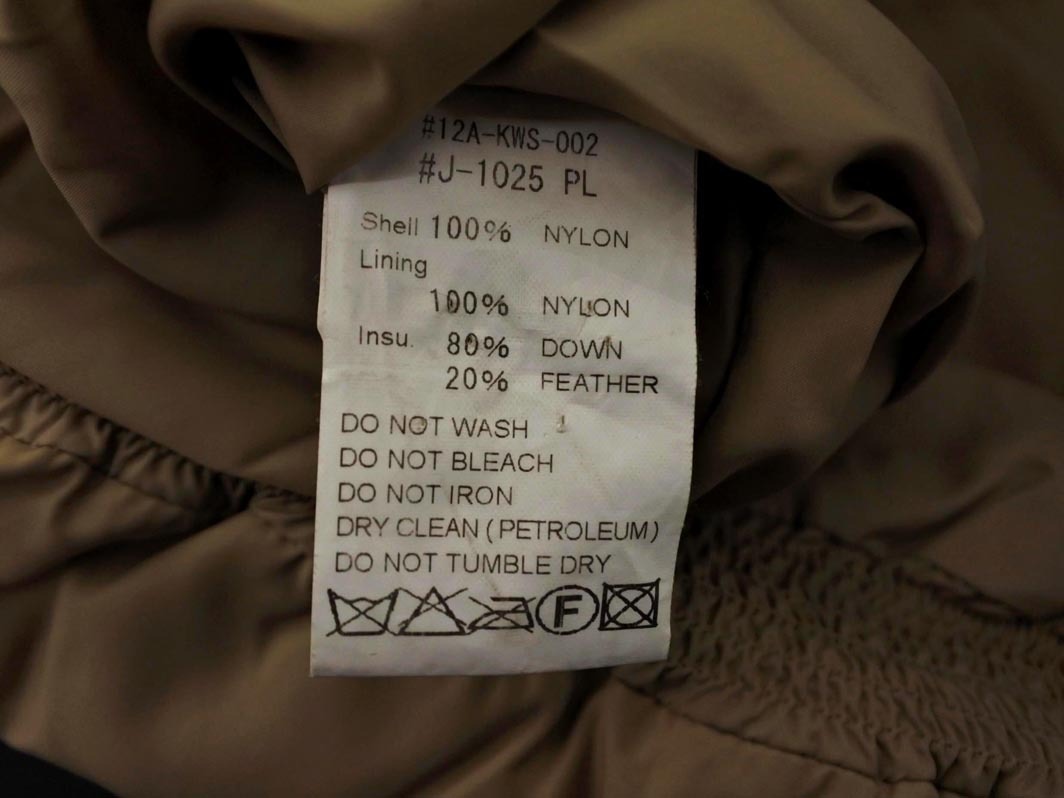 #12A-KWS-002
#J-1025 PL
Shell 100% NYLON
Lining
100% NYLON
Insu. 80% DOWN
20% FEATHER
DO NOT WASH
DO NOT BLEACH
DO NOT IRON
DRY CLEAN (PETROLEUM)
DO NOT TUMBLE DRY
F